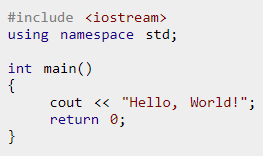 #include <iostream>
using namespace std;

int main()
{
     cout << "Hello, World!";
     return 0;
}